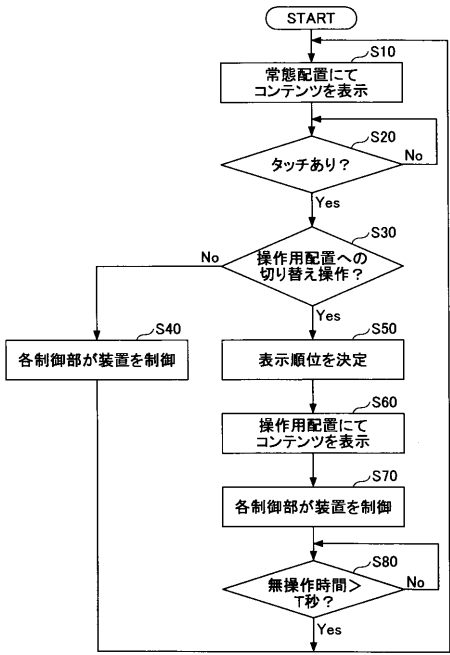 START
S10
常態配置にて
コンテンツを表示
S20
タッチあり？
No
Yes
S30
操作用配置への
切り替え操作？
No
Yes
S40
各制御部が装置を制御
S50
表示順位を決定
S60
操作用配置にて
コンテンツを表示
S70
各制御部が装置を制御
S80
無操作時間＞
T秒？
No
Yes